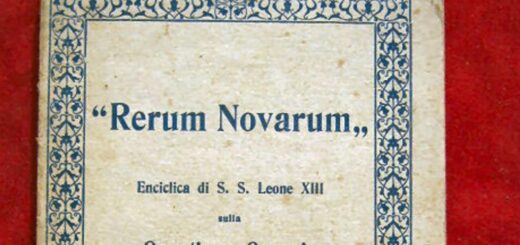 “Rerum Novarum„
Enciclica di S. S. Leone XIII
sulla